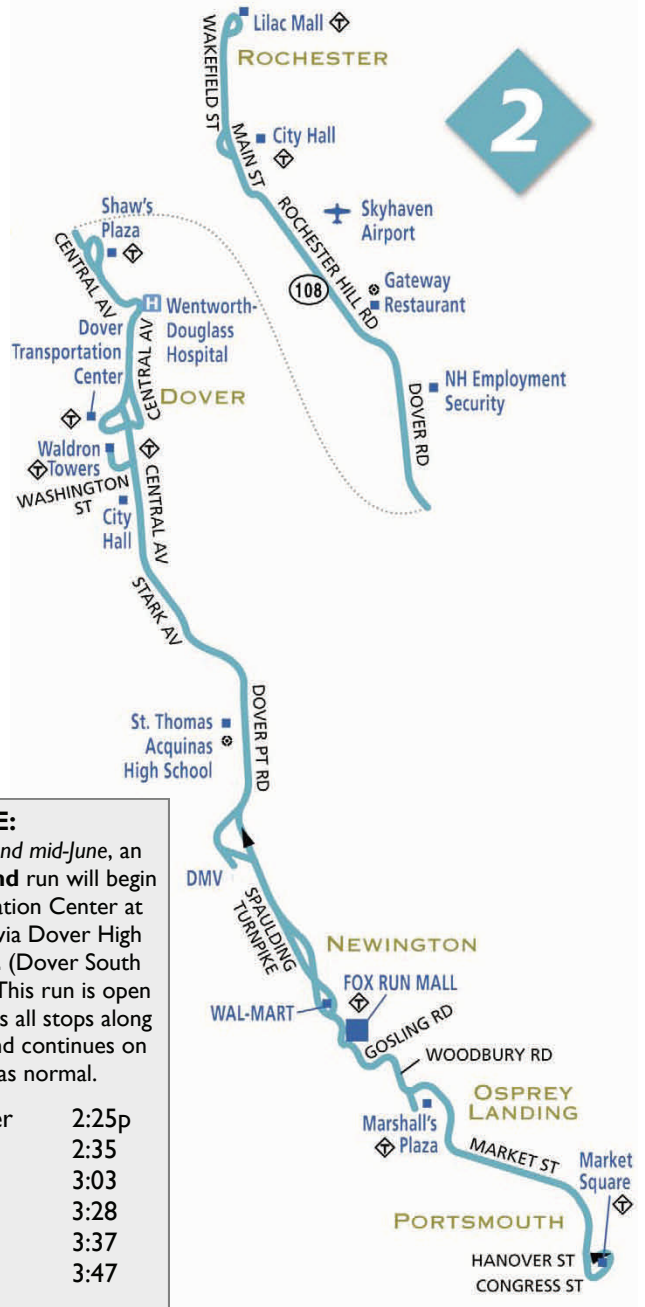 Lilac Mall T
ROCHESTER
2
WAKEFIELD ST
City Hall
T
MAIN ST
Skyhaven
Airport
ROCHESTER HILL RD
108
Gateway
Restaurant
NH Employment
Security
DOVER RD
Shaw's
Plaza T
CENTRAL AV
H Wentworth-
Douglass
Hospital
Dover
Transportation
Center
T
CENTRAL AV
DOVER
Waldron
T Towers
T
WASHINGTON
ST
City
Hall
CENTRAL AV
STARK AV
St. Thomas
Acquinas
High School
DOVER PT RD
DMV
SPAULDING
TURNPIKE
NEWINGTON
FOX RUN MALL
T
WAL-MART
GOSLING RD
WOODBURY RD
OSPREY
LANDING
Marshall's
T Plaza
MARKET ST
Market
Square
T
PORTSMOUTH
HANOVER ST
CONGRESS ST
E:
nd mid-June, an
nd run will begin
ation Center at
via Dover High
. (Dover South
This run is open
s all stops along
nd continues on
as normal.
er 2:25p
2:35
3:03
3:28
3:37
3:47